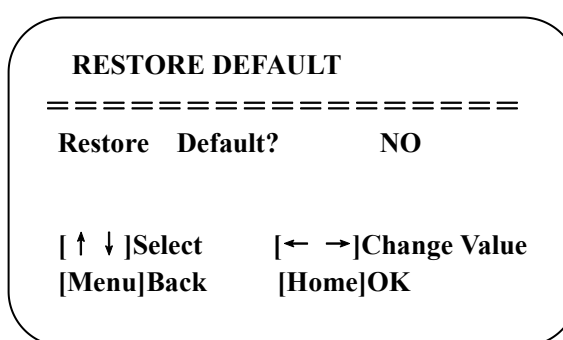 RESTORE DEFAULT
==================
Restore Default? NO
[↑ ↓]Select [← →]Change Value
[Menu]Back [Home]OK